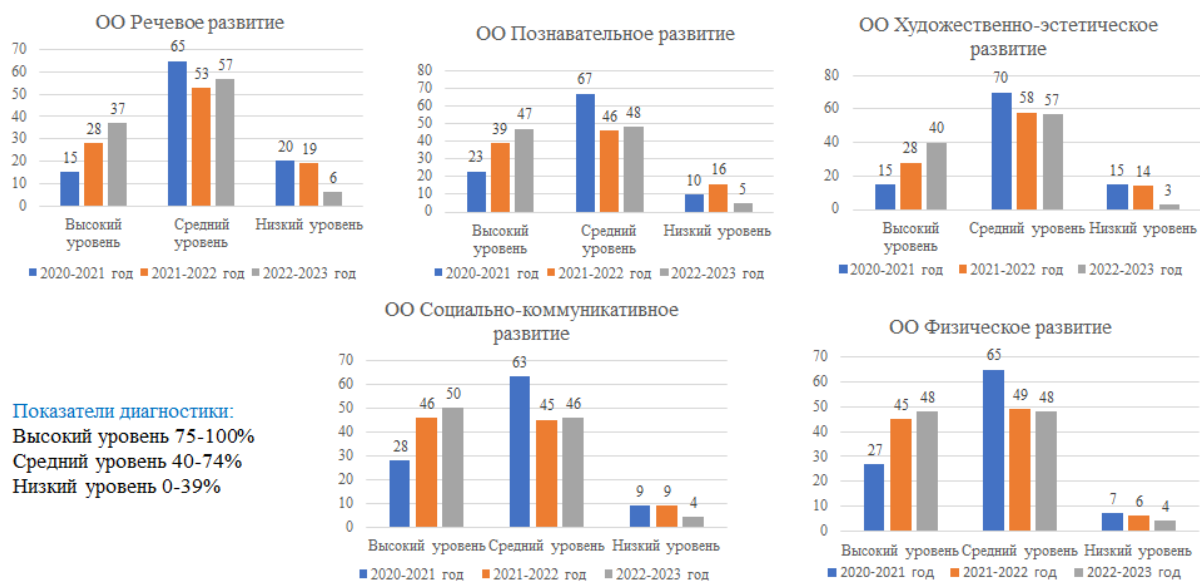 ОО Речевое развитие
70
60
50
40
30
20
10
0
15
28
37
65
53
57
20
19
6
Высокий
уровень
Средний
уровень
Низкий уровень
2020-2021 год
2021-2022 год
2022-2023 год
ОО Познавательное развитие
80
70
60
50
40
30
20
10
0
23
39
47
67
46
48
10
16
5
Высокий
уровень
Средний
уровень
Низкий уровень
2020-2021 год
2021-2022 год
2022-2023 год
ОО Художественно-эстетическое
развитие
80
60
40
20
0
15
28
40
70
58
57
15
14
3
Высокий
уровень
Средний уровень
Низкий уровень
2020-2021 год
2021-2022 год
2022-2023 год
Показатели диагностики:
Высокий уровень 75-100%
Средний уровень 40-74%
Низкий уровень 0-39%
ОО Социально-коммуникативное
развитие
70
60
50
40
30
20
10
0
28
46
50
63
45
46
9
9
4
Высокий уровень
Средний уровень
Низкий уровень
2020-2021 год
2021-2022 год
2022-2023 год
ОО Физическое развитие
70
60
50
40
30
20
10
0
27
45
48
65
49
48
7
6
4
Высокий уровень
Средний уровень
Низкий уровень
2020-2021 год
2021-2022 год
2022-2023 год